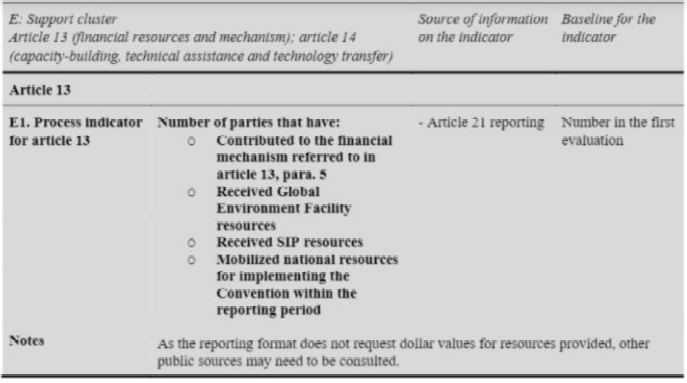 E: Support cluster
Article 13 (financial resources and mechanism); article 14
(capacity-building, technical assistance and technology transfer)
Source of information
on the indicator
Baseline for the
indicator
Article 13
E1. Process indicator
for article 13
Number of parties that have:
o Contributed to the financial
mechanism referred to in
article 13, para. 5
o Received Global
Environment Facility
resources
o Received SIP resources
o Mobilized national resources
for implementing the
Convention within the
reporting period
- Article 21 reporting
Number in the first
evaluation
Notes
As the reporting format does not request dollar values for resources provided, other
public sources may need to be consulted.